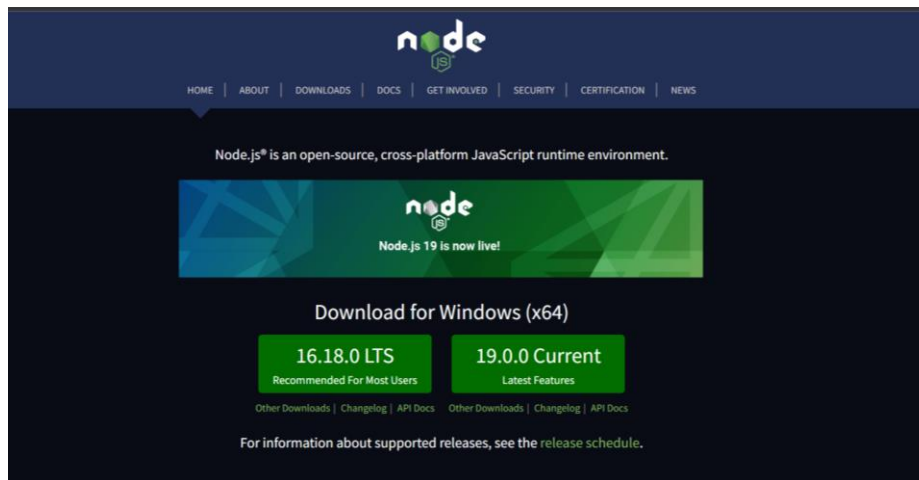 node
JS
HOME | ABOUT | DOWNLOADS | DOCS | GET INVOLVED | SECURITY | CERTIFICATION | NEWS
Node.js® is an open-source, cross-platform JavaScript runtime environment.
node
JS
Node.js 19 is now live!
Download for Windows (x64)
16.18.0 LTS
Recommended For Most Users
19.0.0 Current
Latest Features
Other Downloads | Changelog | API Docs
Other Downloads | Changelog | API Docs
For information about supported releases, see the release schedule.